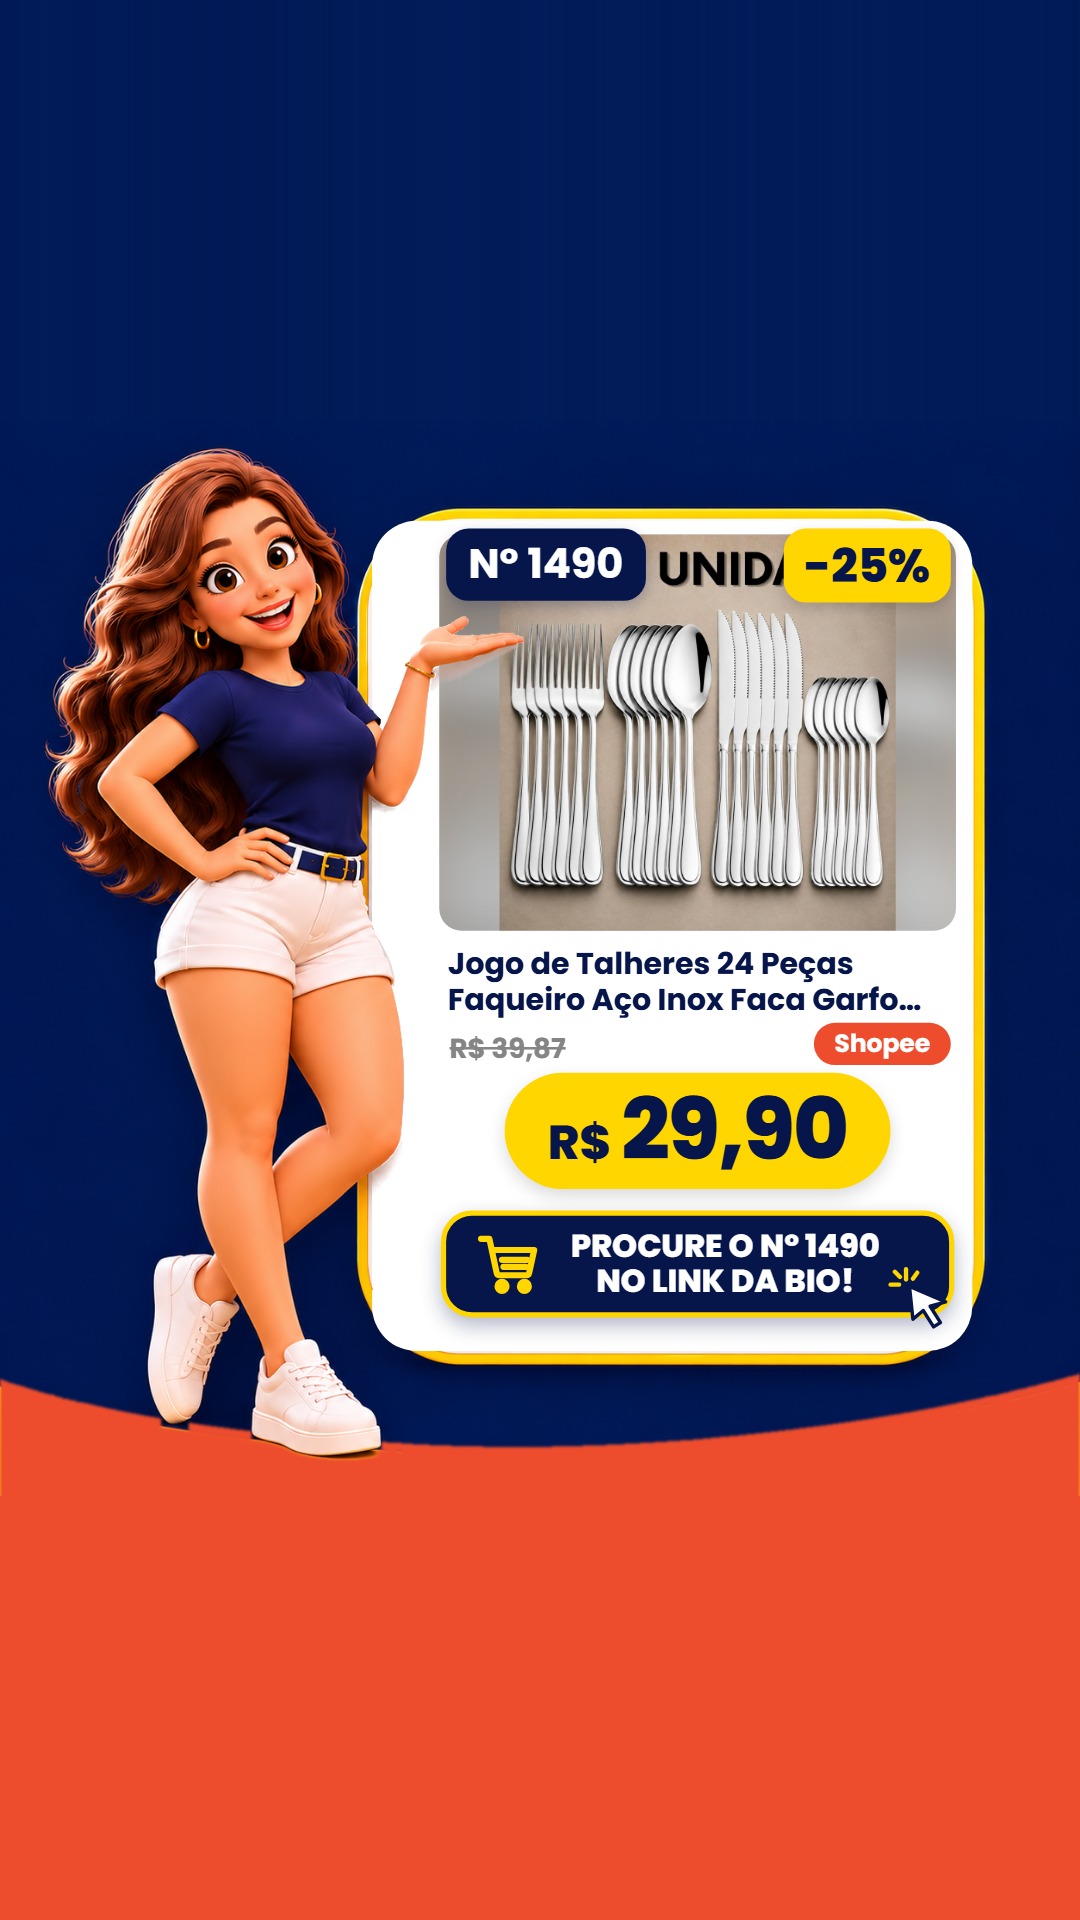 Nº 1490
-25%
Jogo de Talheres 24 Peças
Faqueiro Aço Inox Faca Garfo...
R$ 39,87
Shopee
R$ 29,90
PROCURE O Nº 1490
NO LINK DA BIO!